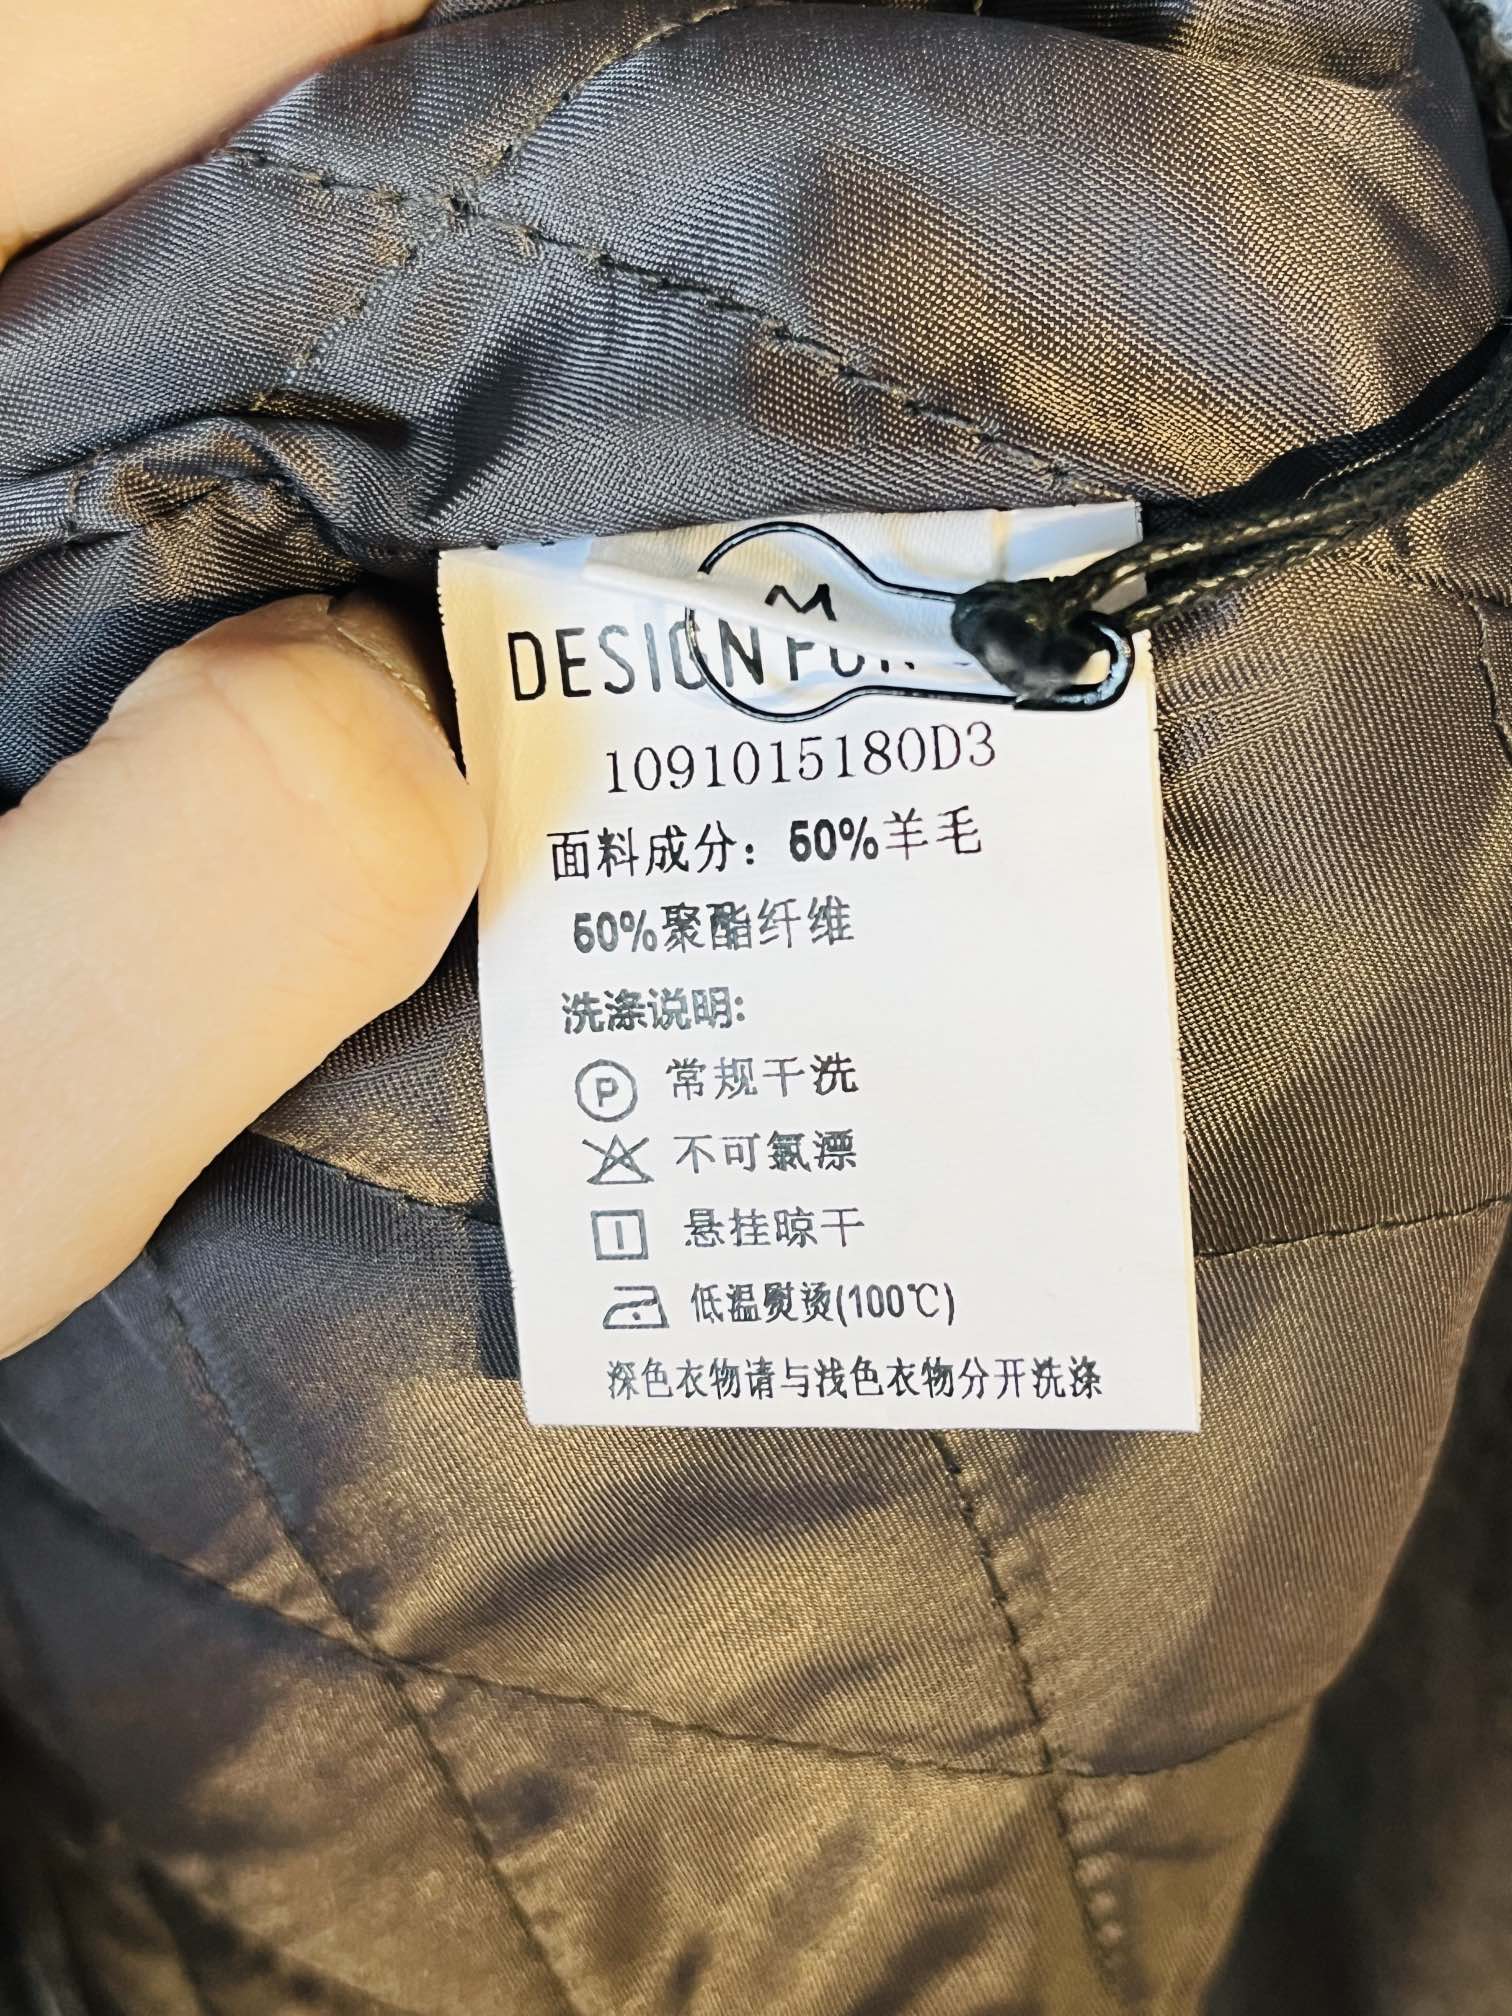 M
DESIGN FOR
1091015180D3
面料成分：50%羊毛
50%聚酯纤维
洗涤说明:
P 常规干洗
不可氯漂
悬挂晾干
低温熨烫(100℃)
深色衣物请与浅色衣物分开洗涤